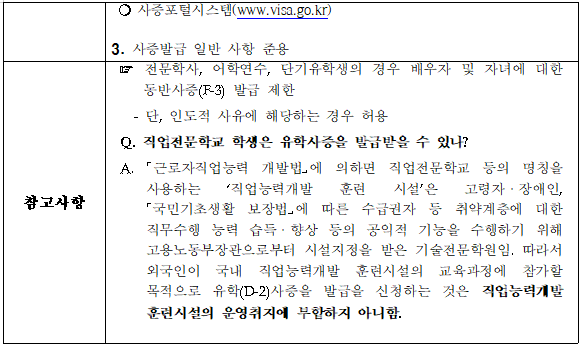 ❍ 사증포털시스템(www.visa.go.kr)
3. 사증발급 일반 사항 준용
참고사항
☞ 전문학사, 어학연수, 단기유학생의 경우 배우자 및 자녀에 대한
동반사증(F-3) 발급 제한
- 단, 인도적 사유에 해당하는 경우 허용
Q. 직업전문학교 학생은 유학사증을 발급받을 수 있나?
A. 「근로자직업능력 개발법」에 의하면 직업전문학교 등의 명칭을
사용하는 ‘직업능력개발 훈련 시설’은 고령자·장애인,
「국민기초생활 보장법」에 따른 수급권자 등 취약계층에 대한
직무수행 능력 습득·향상 등의 공익적 기능을 수행하기 위해
고용노동부장관으로부터 시설지정을 받은 기술전문학원임. 따라서
외국인이 국내 직업능력개발 훈련시설의 교육과정에 참가할
목적으로 유학(D-2)사증을 발급을 신청하는 것은 직업능력개발
훈련시설의 운영취지에 부합하지 아니함.